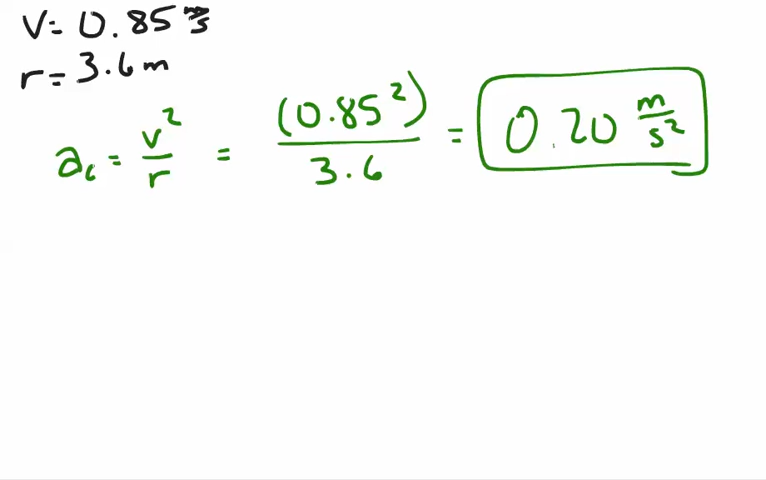 v = 0.85 m/s
r = 3.6 m
a_c = v²/r = (0.85²)/3.6 = 0.20 m/s²